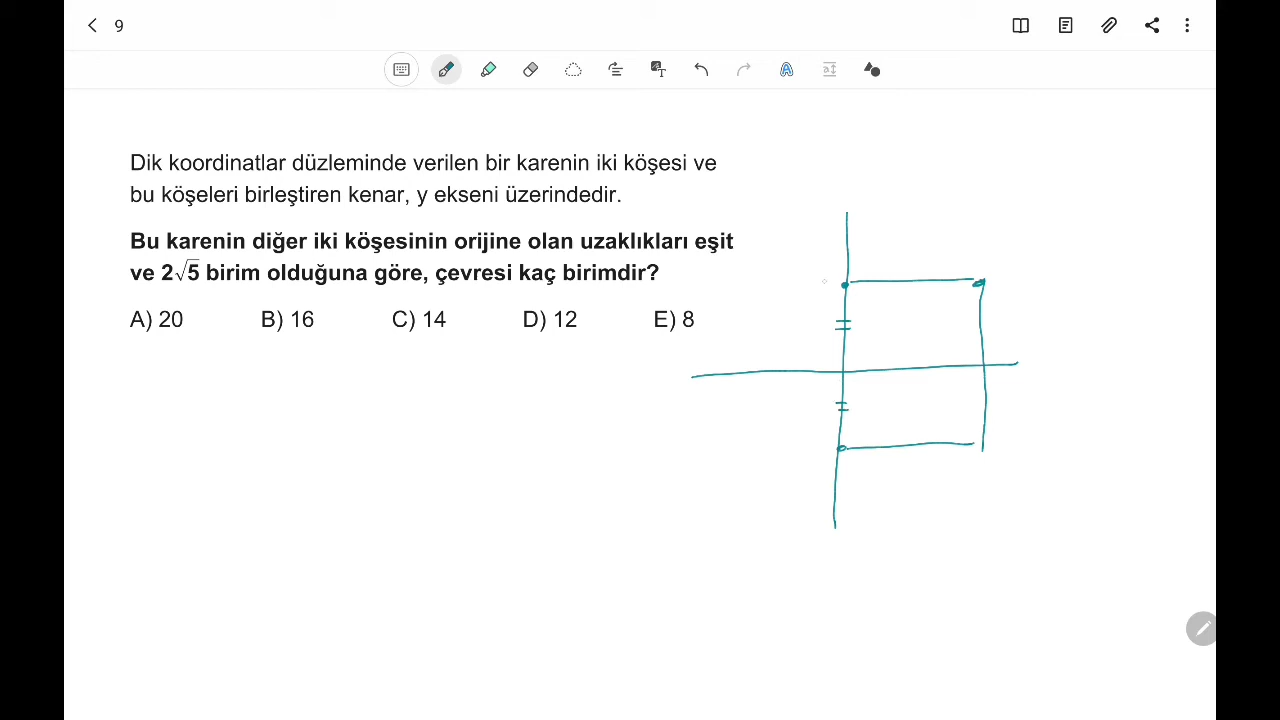 9
Dik koordinatlar düzleminde verilen bir karenin iki köşesi ve
bu köşeleri birleştiren kenar, y ekseni üzerindedir.
Bu karenin diğer iki köşesinin orijine olan uzaklıkları eşit
ve 2√5 birim olduğuna göre, çevresi kaç birimdir?
A) 20 B) 16 C) 14 D) 12 E) 8